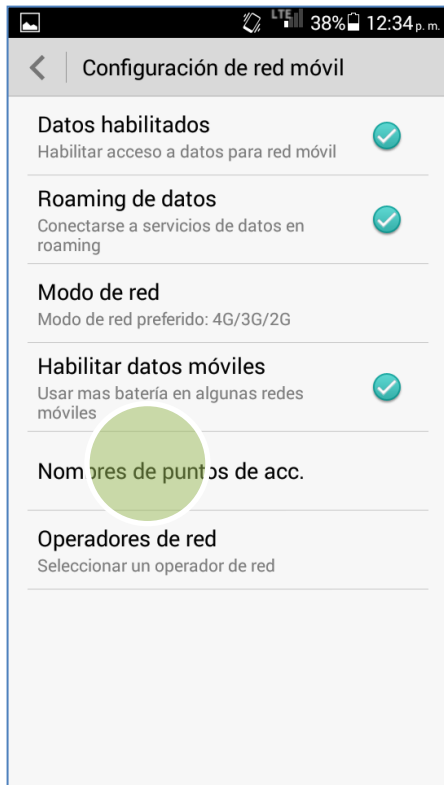 LTE 38% 12:34 p. m.
Configuración de red móvil
Datos habilitados
Habilitar acceso a datos para red móvil
Roaming de datos
Conectarse a servicios de datos en
roaming
Modo de red
Modo de red preferido: 4G/3G/2G
Habilitar datos móviles
Usar mas batería en algunas redes
móviles
Nombres de puntos de acc.
Operadores de red
Seleccionar un operador de red